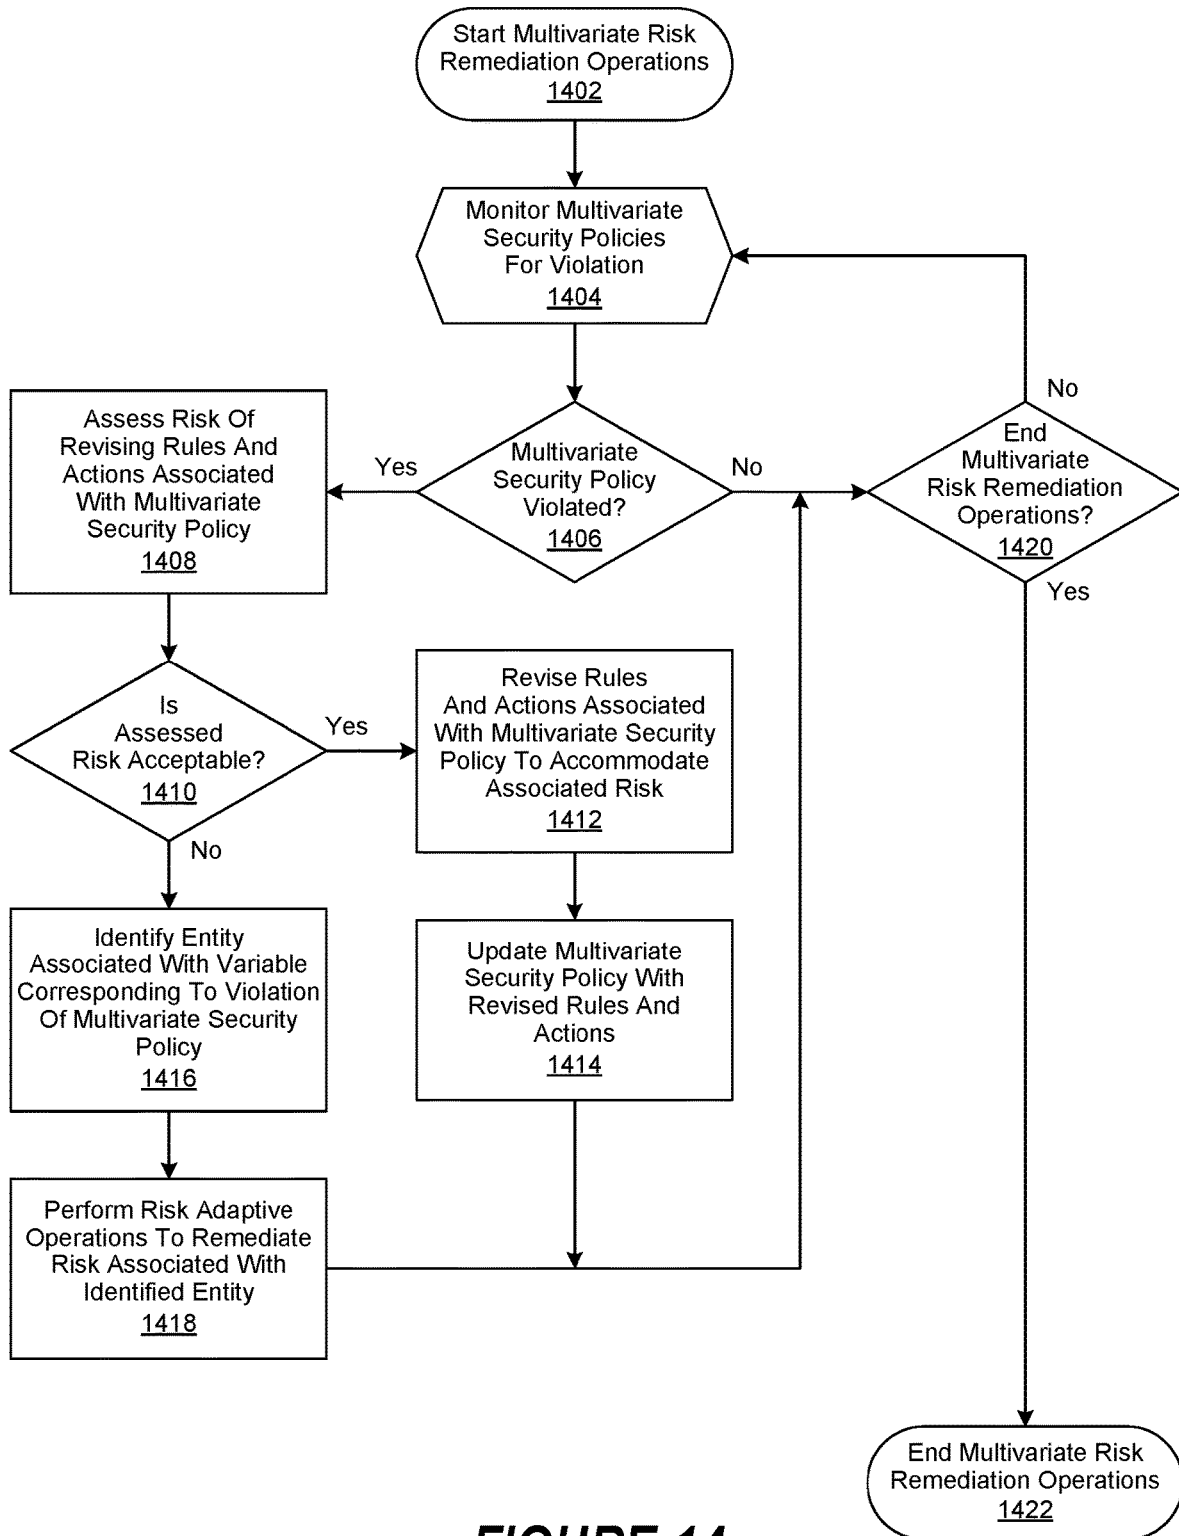 Start Multivariate Risk
Remediation Operations
1402
Monitor Multivariate
Security Policies
For Violation
1404
Assess Risk Of
Revising Rules And
Actions Associated
With Multivariate
Security Policy
1408
Yes
Multivariate
Security Policy
Violated?
1406
No
No
End
Multivariate
Risk Remediation
Operations?
1420
Yes
Is
Assessed
Risk Acceptable?
1410
Yes
No
Revise Rules
And Actions Associated
With Multivariate Security
Policy To Accommodate
Associated Risk
1412
Identify Entity
Associated With Variable
Corresponding To Violation
Of Multivariate Security
Policy
1416
Update Multivariate
Security Policy With
Revised Rules And
Actions
1414
Perform Risk Adaptive
Operations To Remediate
Risk Associated With
Identified Entity
1418
End Multivariate Risk
Remediation Operations
1422
FIGURE 14